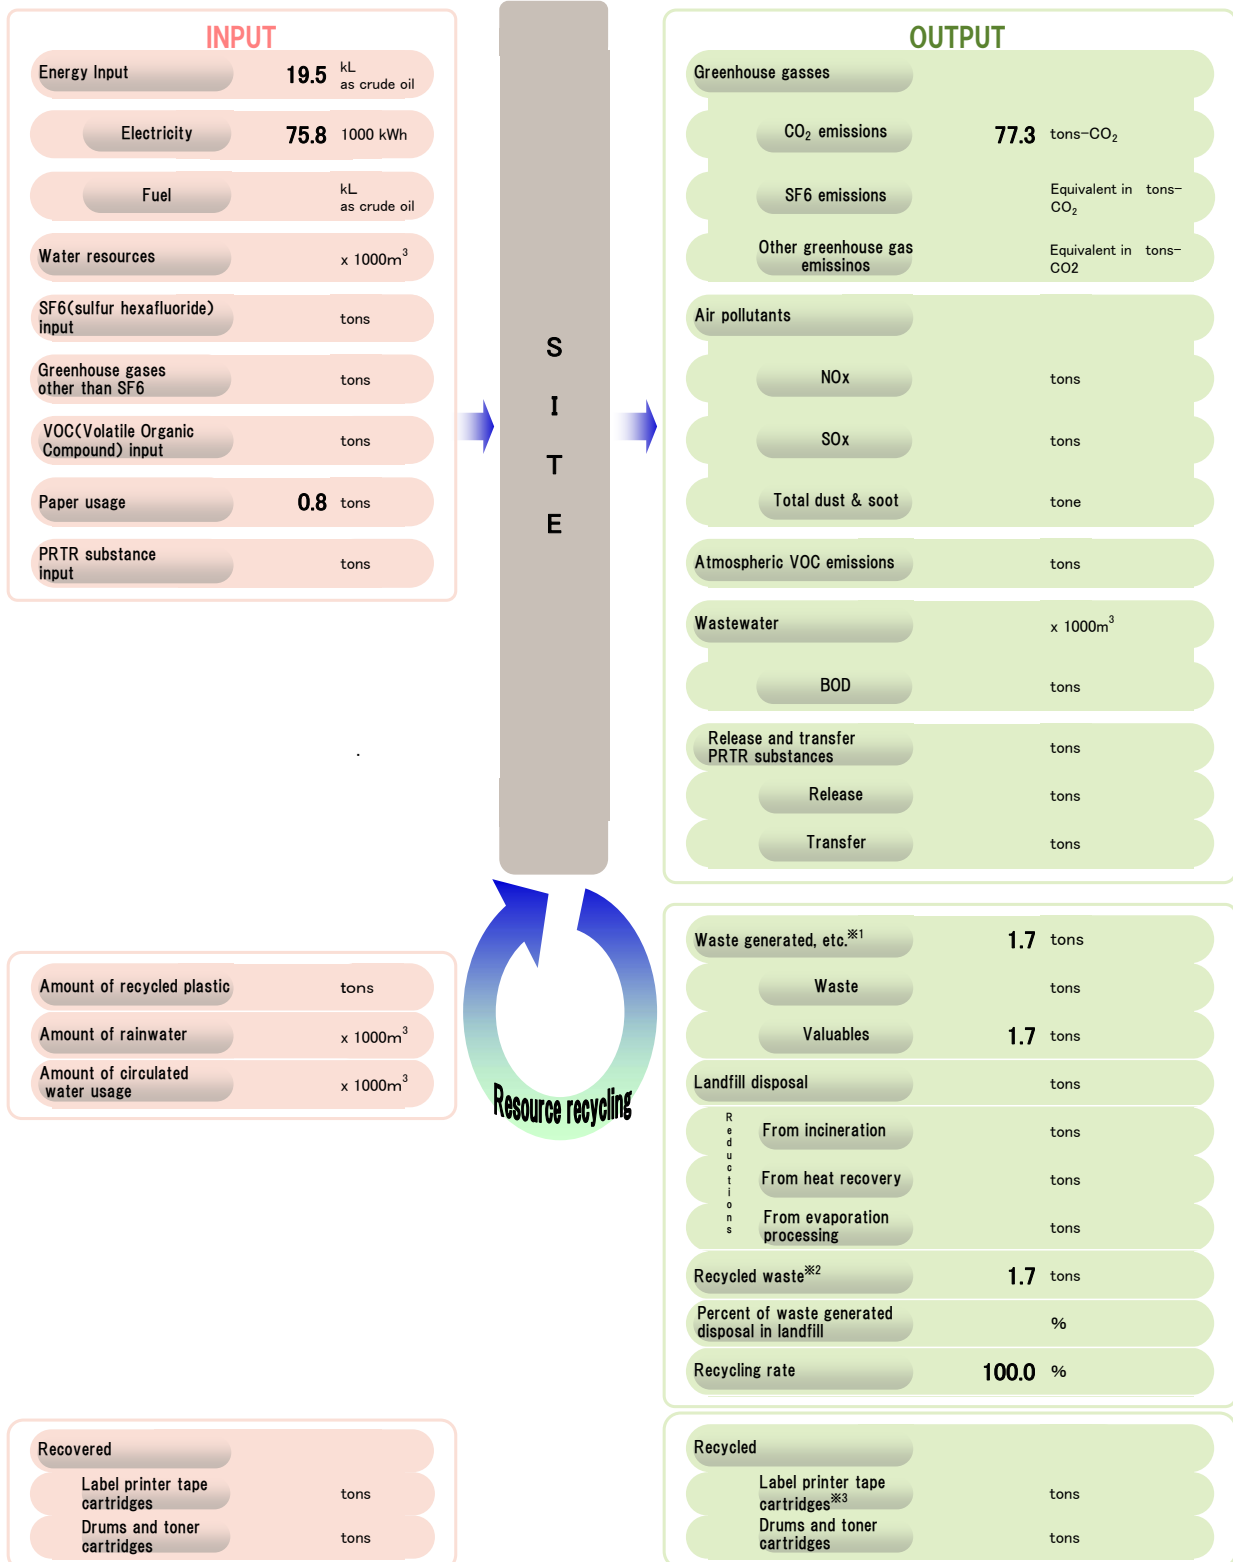 INPUT
Energy Input 19.5 kL
as crude oil
Electricity 75.8 1000 kWh
Fuel kL
as crude oil
Water resources x 1000m³
SF6(sulfur hexafluoride)
input tons
Greenhouse gases
other than SF6 tons
VOC(Volatile Organic
Compound) input tons
Paper usage 0.8 tons
PRTR substance
input tons
S
I
T
E
OUTPUT
Greenhouse gasses
CO₂ emissions 77.3 tons-CO₂
SF6 emissions Equivalent in tons-
CO₂
Other greenhouse gas
emissinos Equivalent in tons-
CO2
Air pollutants
NOx tons
SOx tons
Total dust & soot tone
Atmospheric VOC emissions tons
Wastewater x 1000m³
BOD tons
Release and transfer
PRTR substances tons
Release tons
Transfer tons
Amount of recycled plastic tons
Amount of rainwater x 1000m³
Amount of circulated
water usage x 1000m³
Resource recycling
Waste generated, etc.※1 1.7 tons
Waste tons
Valuables 1.7 tons
Landfill disposal tons
Reductions
From incineration tons
From heat recovery tons
From evaporation
processing tons
Recycled waste※2 1.7 tons
Percent of waste generated
disposal in landfill %
Recycling rate 100.0 %
Recovered
Label printer tape
cartridges tons
Drums and toner
cartridges tons
Recycled
Label printer tape
cartridges※3 tons
Drums and toner
cartridges tons